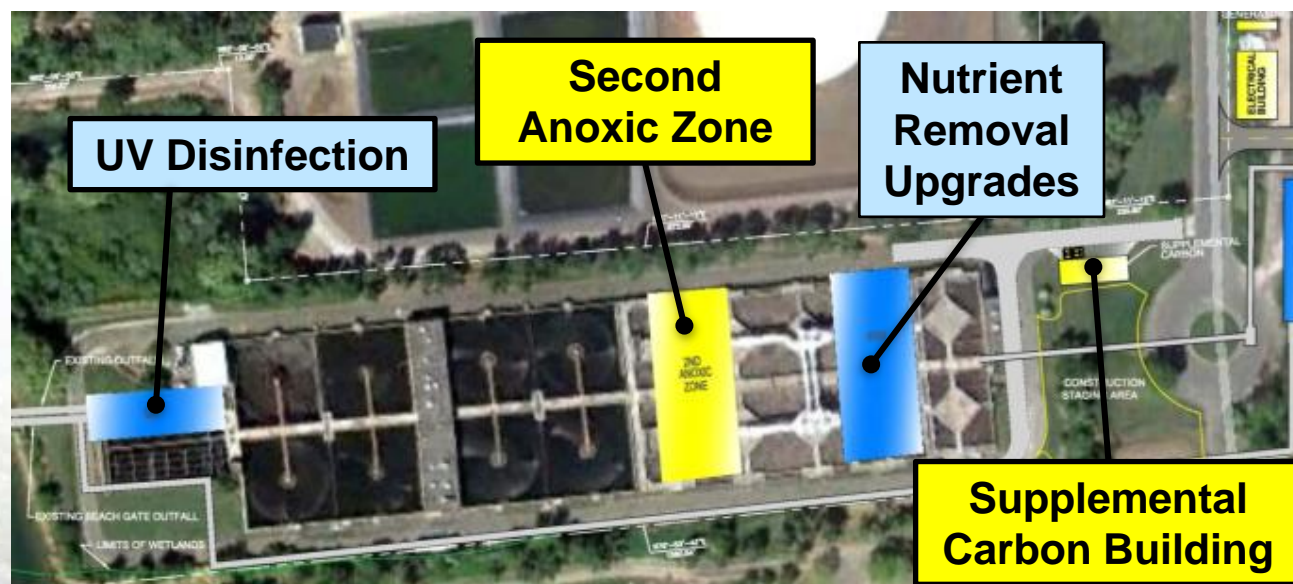 GENERATOR
ELECTRICAL
BUILDING
Second
Anoxic Zone
Nutrient
Removal
Upgrades
UV Disinfection
SUPPLEMENTAL
CARBON
EXISTING OUTFALL
2ND
ANOXIC
ZONE
CONSTRUCTION
STAGING AREA
Supplemental
Carbon Building
EXISTING BEACH GATE OUTFALL
LIMITS OF WETLANDS